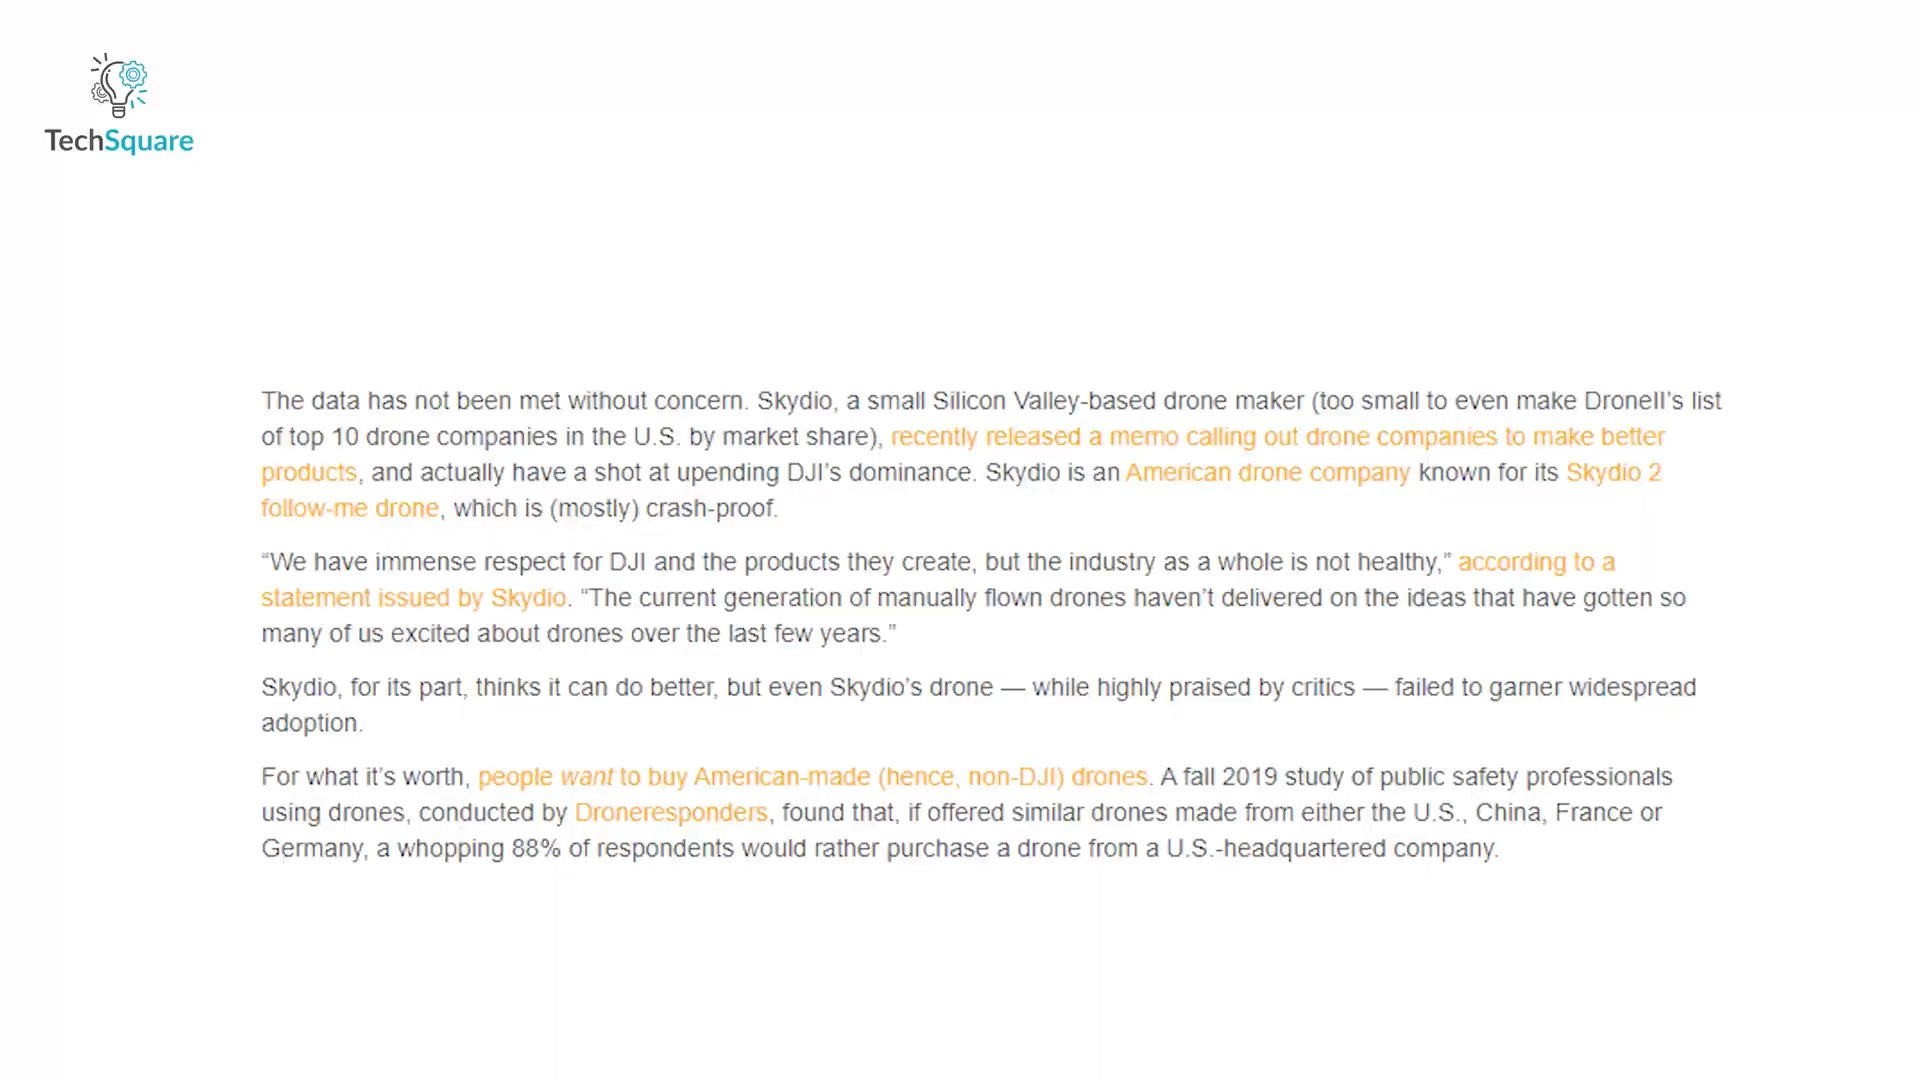 TechSquare
The data has not been met without concern. Skydio, a small Silicon Valley-based drone maker (too small to even make DroneII’s list
of top 10 drone companies in the U.S. by market share), recently released a memo calling out drone companies to make better
products, and actually have a shot at upending DJI’s dominance. Skydio is an American drone company known for its Skydio 2
follow-me drone, which is (mostly) crash-proof.
“We have immense respect for DJI and the products they create, but the industry as a whole is not healthy,” according to a
statement issued by Skydio. “The current generation of manually flown drones haven’t delivered on the ideas that have gotten so
many of us excited about drones over the last few years.”
Skydio, for its part, thinks it can do better, but even Skydio’s drone — while highly praised by critics — failed to garner widespread
adoption.
For what it’s worth, people want to buy American-made (hence, non-DJI) drones. A fall 2019 study of public safety professionals
using drones, conducted by Droneresponders, found that, if offered similar drones made from either the U.S., China, France or
Germany, a whopping 88% of respondents would rather purchase a drone from a U.S.-headquartered company.